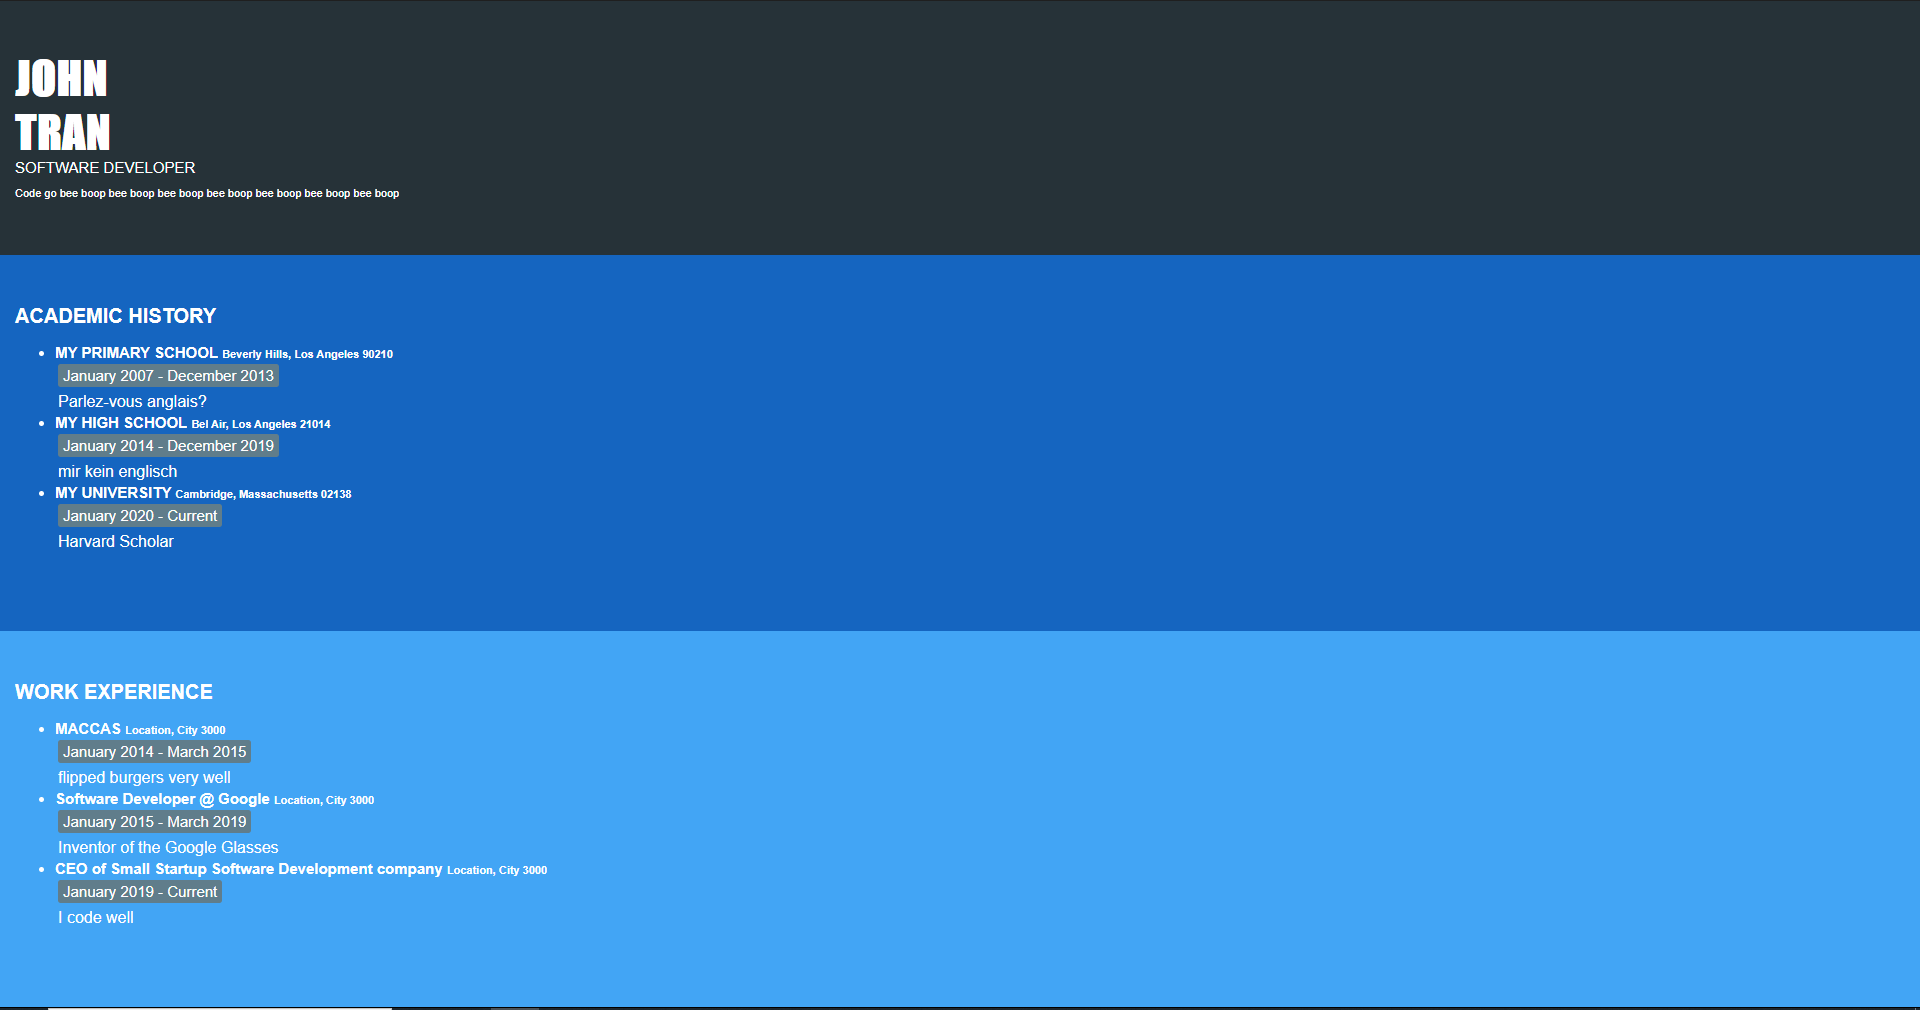 JOHN
TRAN
SOFTWARE DEVELOPER
Code go bee boop bee boop bee boop bee boop bee boop bee boop bee boop
ACADEMIC HISTORY
• MY PRIMARY SCHOOL Beverly Hills, Los Angeles 90210
January 2007 - December 2013
Parlez-vous anglais?
• MY HIGH SCHOOL Bel Air, Los Angeles 21014
January 2014 - December 2019
mir kein englisch
• MY UNIVERSITY Cambridge, Massachusetts 02138
January 2020 - Current
Harvard Scholar
WORK EXPERIENCE
• MACCAS Location, City 3000
January 2014 - March 2015
flipped burgers very well
• Software Developer @ Google Location, City 3000
January 2015 - March 2019
Inventor of the Google Glasses
• CEO of Small Startup Software Development company Location, City 3000
January 2019 - Current
I code well